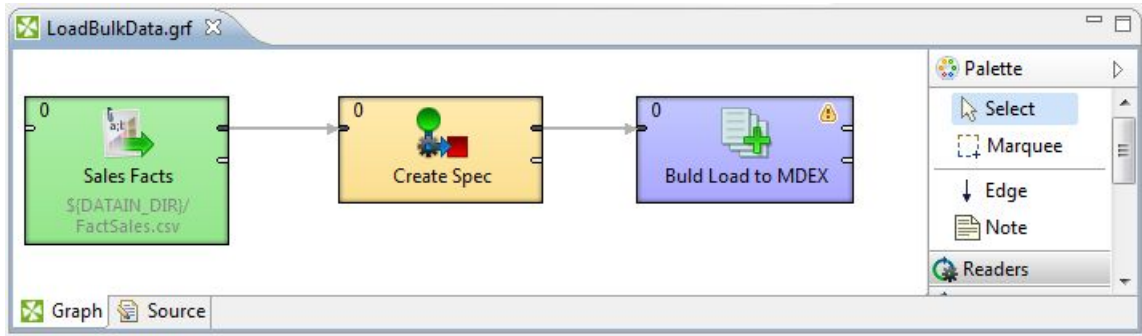 LoadBulkData.grf
0
Sales Facts
${DATAIN_DIR}/
FactSales.csv
0
Create Spec
0
Buld Load to MDEX
Palette
Select
Marquee
Edge
Note
Readers
Graph
Source